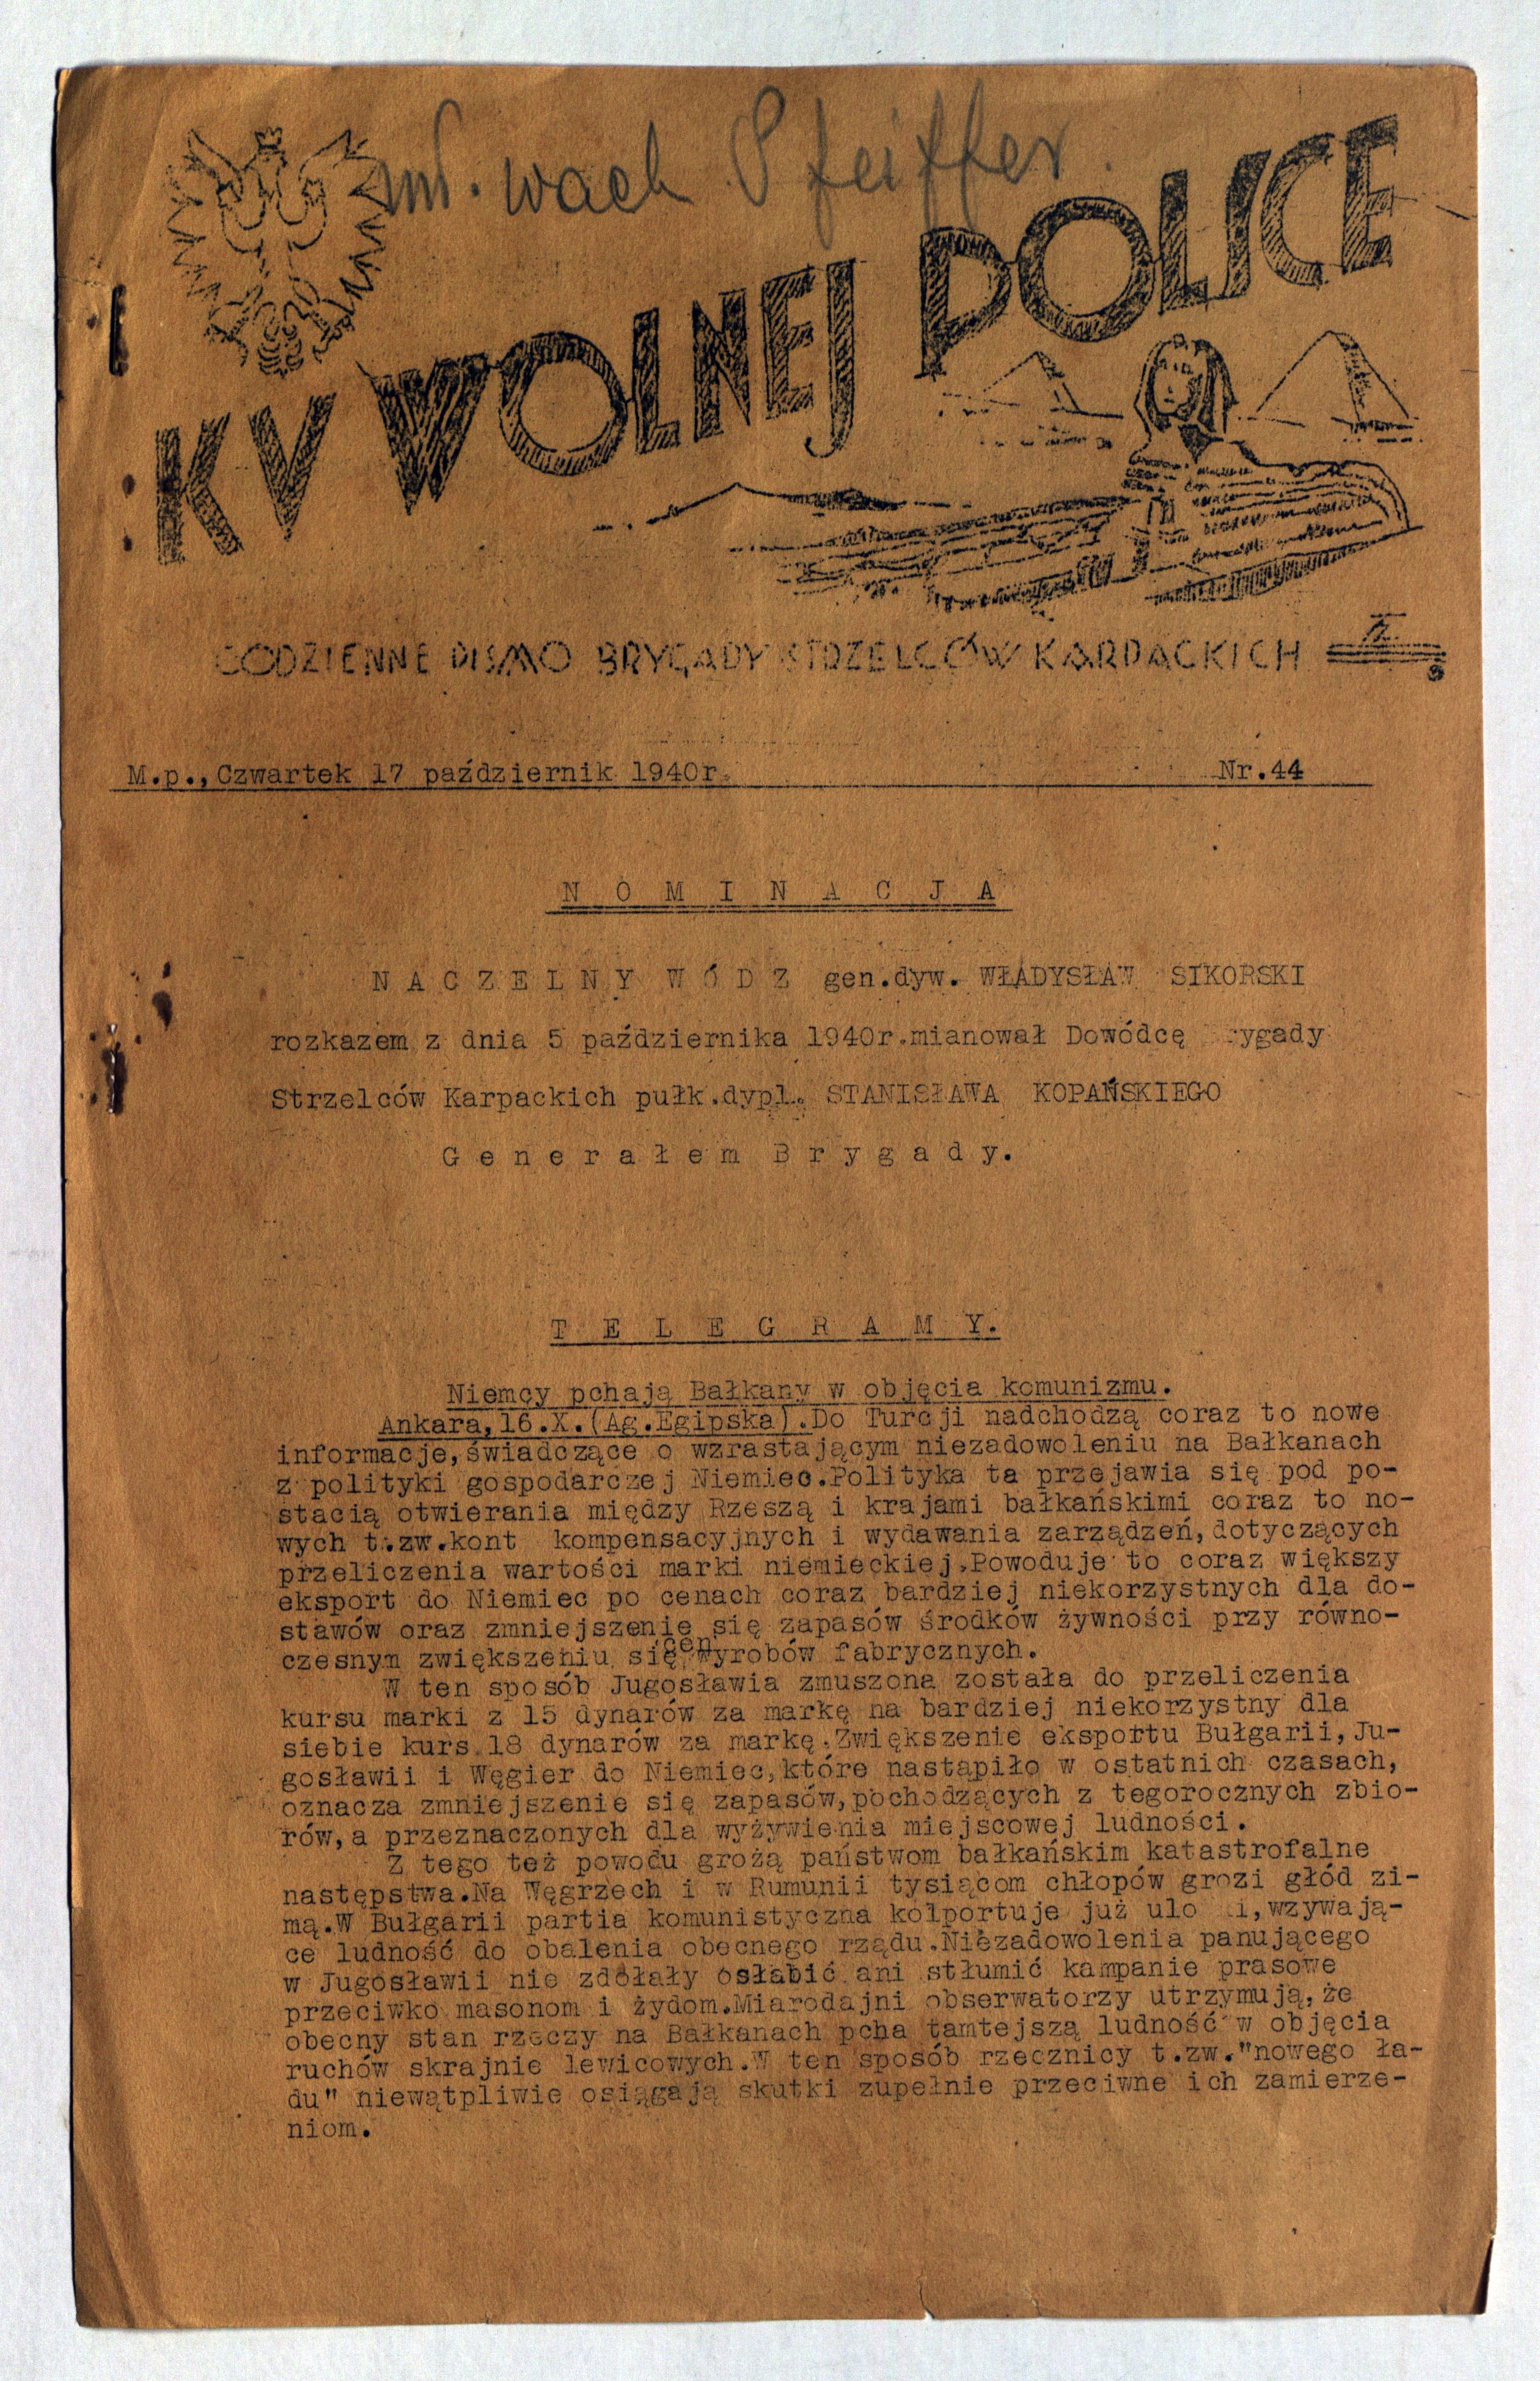 wach Pfeiffer.
KU WOLNEJ POLSCE
CODZIENNE PISMO BRYGADY STRZELCÓW KARPACKICH
M.p., Czwartek 17 październik 1940r. Nr.44
N O M I N A C J A
N A C Z E L N Y W Ó D Z gen.dyw. WŁADYSŁAW SIKORSKI
rozkazem z dnia 5 października 1940r.mianował Dowódcę rygady
Strzelców Karpackich pułk.dypl. STANISŁAWA KOPAŃSKIEGO
G e n e r a ł e m B r y g a d y.
T E L E G R A M Y.
Niemcy pchają Bałkany w objęcia komunizmu.
Ankara,16.X.(Ag.Egipska).Do Turcji nadchodzą coraz to nowe
informacje,świadczące o wzrastającym niezadowoleniu na Bałkanach
z polityki gospodarczej Niemiec.Polityka ta przejawia się pod po-
stacią otwierania między Rzeszą i krajami bałkańskimi coraz to no-
wych t.zw.kont kompensacyjnych i wydawania zarządzeń,dotyczących
przeliczenia wartości marki niemieckiej.Powoduje to coraz większy
eksport do Niemiec po cenach coraz bardziej niekorzystnych dla do-
stawów oraz zmniejszenie się zapasów środków żywności przy równo-
czesnym zwiększeniu się cen wyrobów fabrycznych.
W ten sposób Jugosławia zmuszona została do przeliczenia
kursu marki z 15 dynarów za markę na bardziej niekorzystny dla
siebie kurs 18 dynarów za markę.Zwiększenie eksportu Bułgarii,Ju-
gosławii i Węgier do Niemiec,które nastąpiło w ostatnich czasach,
oznacza zmniejszenie się zapasów,pochodzących z tegorocznych zbio-
rów,a przeznaczonych dla wyżywienia miejscowej ludności.
Z tego też powodu grożą państwom bałkańskim katastrofalne
następstwa.Na Węgrzech i w Rumunii tysiącom chłopów grozi głód zi-
mą.W Bułgarii partia komunistyczna kolportuje już ulo i,wzywają-
ce ludność do obalenia obecnego rządu.Niezadowolenia panującego
w Jugosławii nie zdołały osłabić ani stłumić kampanie prasowe
przeciwko masonom i żydom.Miarodajni obserwatorzy utrzymują,że
obecny stan rzeczy na Bałkanach pcha tamtejszą ludność w objęcia
ruchów skrajnie lewicowych.W ten sposób rzecznicy t.zw."nowego ła-
du" niewątpliwie osiągają skutki zupełnie przeciwne ich zamierze-
niom.